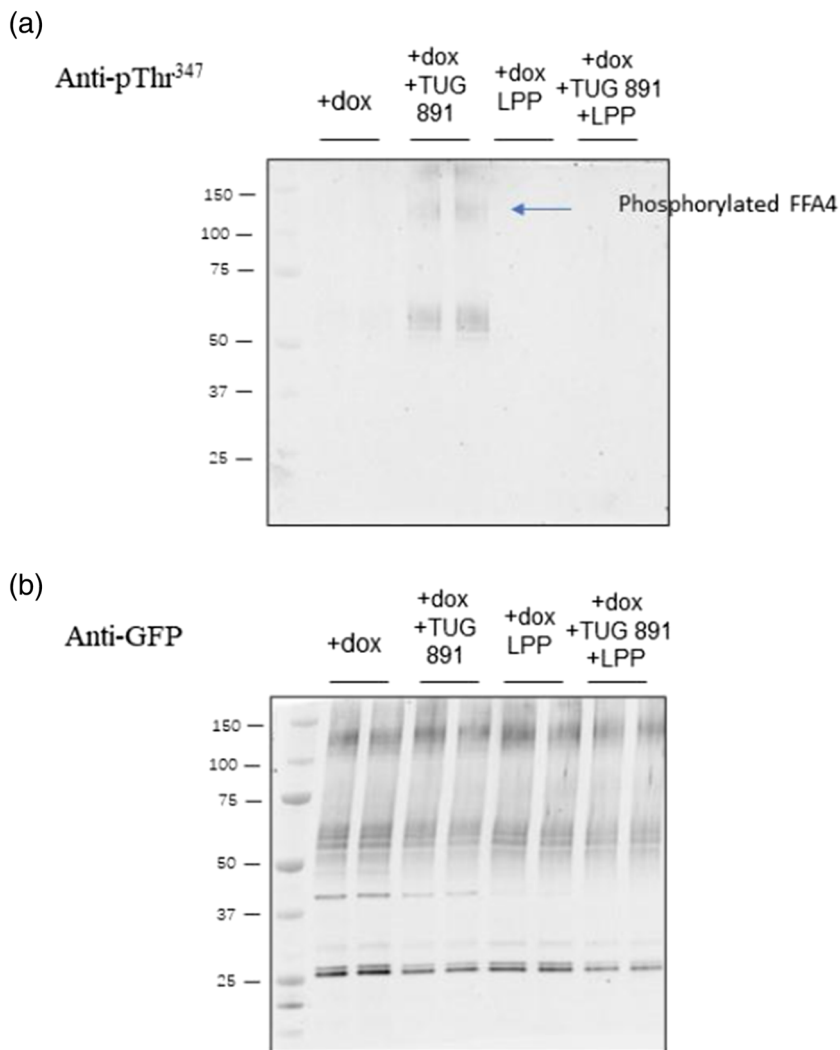 (a)
Anti-pThr347
+dox
+dox
+TUG
891
+dox
LPP
+dox
+TUG 891
+LPP
150
100
75
50
37
25
Phosphorylated FFA4
(b)
Anti-GFP
+dox
+dox
+TUG
891
+dox
LPP
+dox
+TUG 891
+LPP
150
100
75
50
37
25